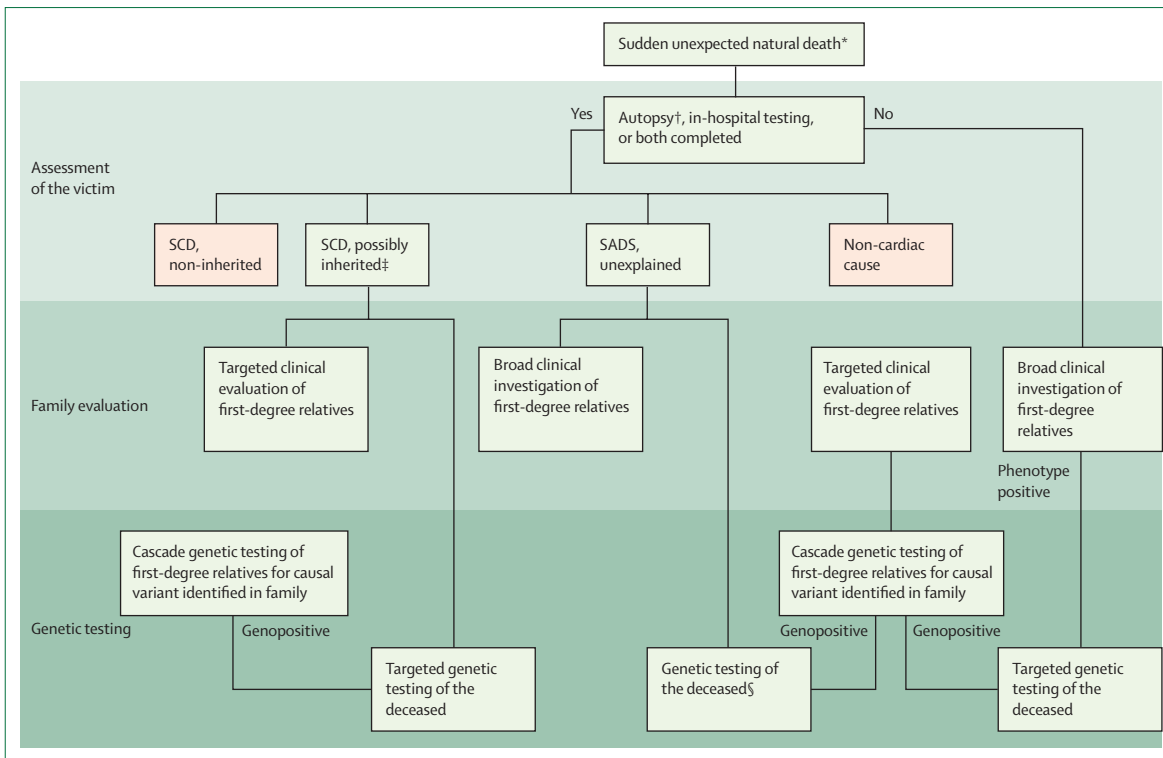 Sudden unexpected natural death*
Yes
Autopsy†, in-hospital testing,
or both completed
No
Assessment
of the victim
SCD,
non-inherited
SCD, possibly
inherited‡
SADS,
unexplained
Non-cardiac
cause
Family evaluation
Targeted clinical
evaluation of
first-degree relatives
Broad clinical
investigation of
first-degree relatives
Targeted clinical
evaluation of
first-degree relatives
Broad clinical
investigation of
first-degree
relatives
Phenotype
positive
Genetic testing
Cascade genetic testing of
first-degree relatives for causal
variant identified in family
Genopositive
Targeted genetic
testing of the
deceased
Genetic testing of
the deceased§
Cascade genetic testing of
first-degree relatives for causal
variant identified in family
Genopositive
Genopositive
Targeted genetic
testing of the
deceased